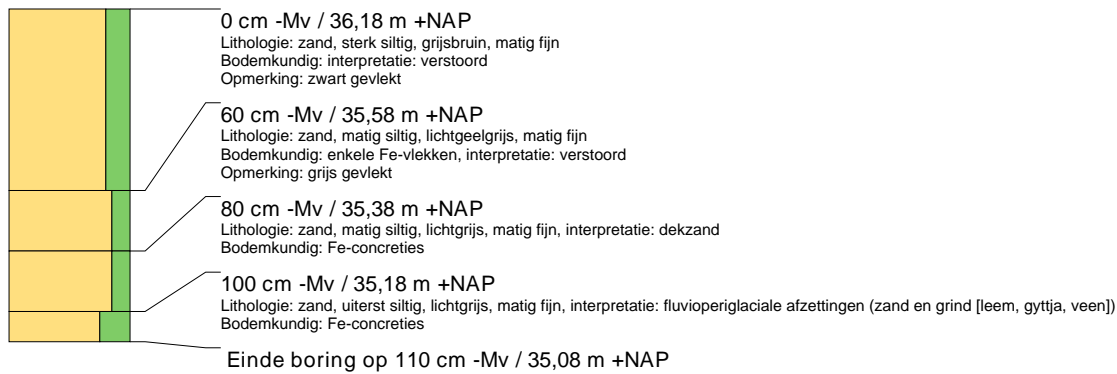 0 cm -Mv / 36,18 m +NAP
Lithologie: zand, sterk siltig, grijsbruin, matig fijn
Bodemkundig: interpretatie: verstoord
Opmerking: zwart gevlekt
60 cm -Mv / 35,58 m +NAP
Lithologie: zand, matig siltig, lichtgeelgrijs, matig fijn
Bodemkundig: enkele Fe-vlekken, interpretatie: verstoord
Opmerking: grijs gevlekt
80 cm -Mv / 35,38 m +NAP
Lithologie: zand, matig siltig, lichtgrijs, matig fijn, interpretatie: dekzand
Bodemkundig: Fe-concreties
100 cm -Mv / 35,18 m +NAP
Lithologie: zand, uiterst siltig, lichtgrijs, matig fijn, interpretatie: fluvioperiglaciale afzettingen (zand en grind [leem, gyttja, veen])
Bodemkundig: Fe-concreties
Einde boring op 110 cm -Mv / 35,08 m +NAP